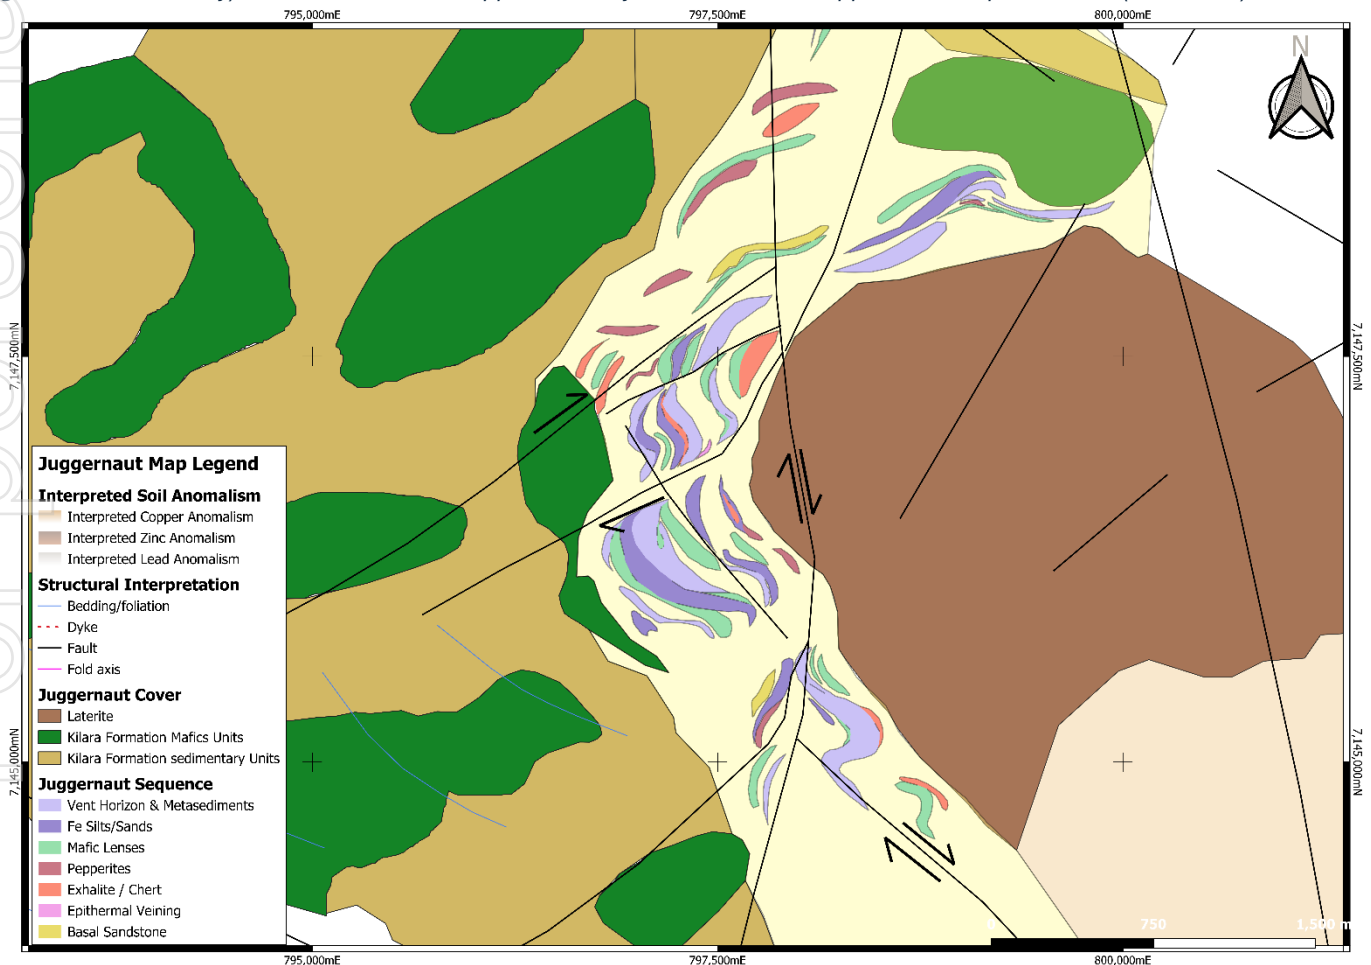 795,000mE 797,500mE 800,000mE
N
7,147,500mN 7,147,500mN
Juggernaut Map Legend
Interpreted Soil Anomalism
Interpreted Copper Anomalism
Interpreted Zinc Anomalism
Interpreted Lead Anomalism
Structural Interpretation
Bedding/foliation
Dyke
Fault
Fold axis
Juggernaut Cover
Laterite
Kilara Formation Mafics Units
Kilara Formation sedimentary Units
7,145,000mN 7,145,000mN
Juggernaut Sequence
Vent Horizon & Metasediments
Fe Silts/Sands
Mafic Lenses
Pepperites
Exhalite / Chert
Epithermal Veining
Basal Sandstone
0 750 1,500 m
795,000mE 797,500mE 800,000mE